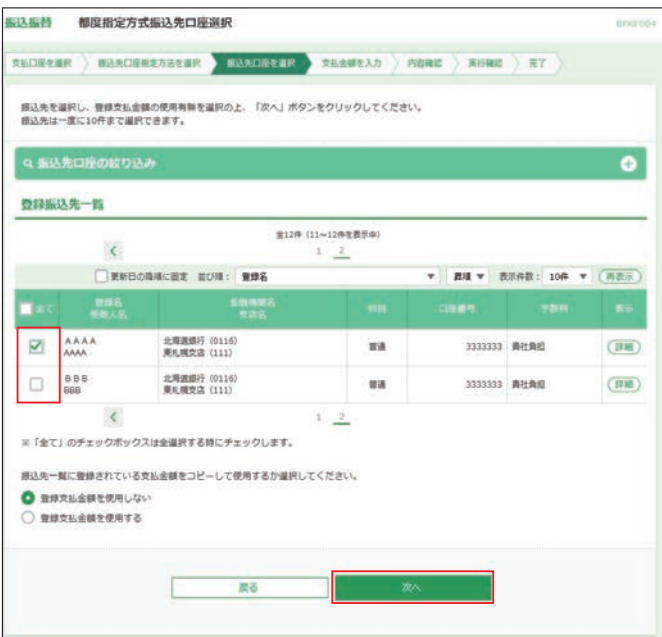 振込振替 都度指定方式振込先口座選択 BFKF004
支払口座を選択 振込先口座指定方法を選択 振込先口座を選択 支払金額を入力 内容確認 実行確認 完了
振込先を選択し、登録支払金額の使用有無を選択の上、「次へ」ボタンをクリックしてください。
振込先は一度に10件まで選択できます。
振込先口座の絞り込み
登録振込先一覧
全12件（11～12件を表示中）
1 2
更新日の降順に固定 並び順： 登録名 昇順 表示件数： 10件 再表示
全て 登録名 受取人名 金融機関名 支店名 科目 口座番号 手数料 表示
ＡＡＡＡ 北海道銀行（0116） 普通 3333333 貴社負担 詳細
AAAA 東札幌支店（111）
ＢＢＢ 北海道銀行（0116） 普通 3333333 貴社負担 詳細
BBB 東札幌支店（111）
1 2
※「全て」のチェックボックスは全選択する時にチェックします。
振込先一覧に登録されている支払金額をコピーして使用するか選択してください。
登録支払金額を使用しない
登録支払金額を使用する
戻る 次へ